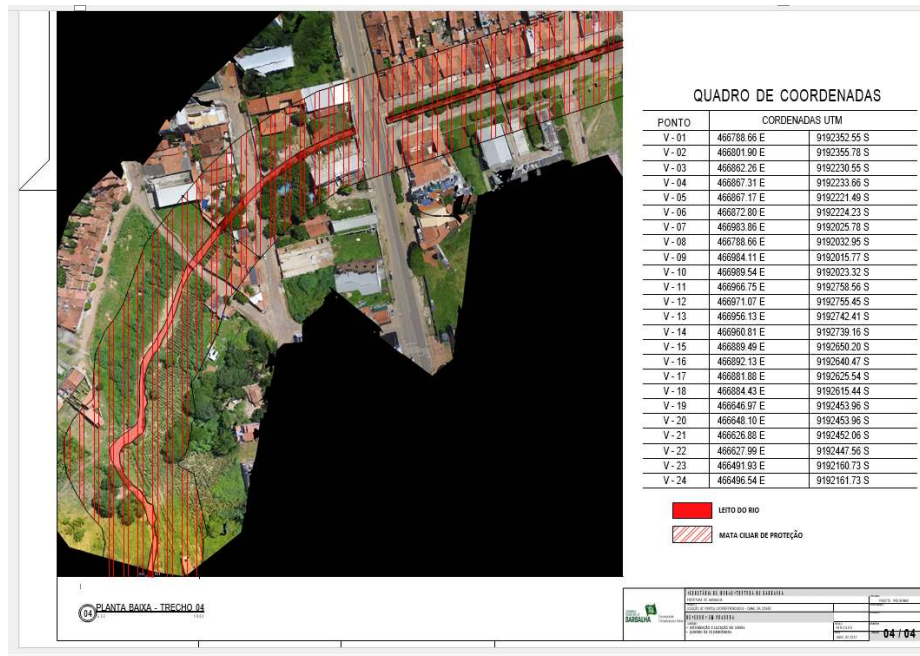 QUADRO DE COORDENADAS
PONTO CORDENADAS UTM
V - 01 466788.66 E 9192352.55 S
V - 02 466801.90 E 9192355.78 S
V - 03 466862.26 E 9192230.55 S
V - 04 466867.31 E 9192233.66 S
V - 05 466867.17 E 9192221.49 S
V - 06 466872.80 E 9192224.23 S
V - 07 466983.86 E 9192025.78 S
V - 08 466788.66 E 9192032.95 S
V - 09 466984.11 E 9192015.77 S
V - 10 466989.54 E 9192023.32 S
V - 11 466966.75 E 9192758.56 S
V - 12 466971.07 E 9192755.45 S
V - 13 466956.13 E 9192742.41 S
V - 14 466960.81 E 9192739.16 S
V - 15 466889.49 E 9192650.20 S
V - 16 466892.13 E 9192640.47 S
V - 17 466881.88 E 9192625.54 S
V - 18 466884.43 E 9192615.44 S
V - 19 466646.97 E 9192453.96 S
V - 20 466648.10 E 9192453.96 S
V - 21 466626.88 E 9192452.06 S
V - 22 466627.99 E 9192447.56 S
V - 23 466491.93 E 9192160.73 S
V - 24 466496.54 E 9192161.73 S
LEITO DO RIO
MATA CILIAR DE PROTEÇÃO
04 PLANTA BAIXA - TRECHO 04
BARBALHA
04 / 04